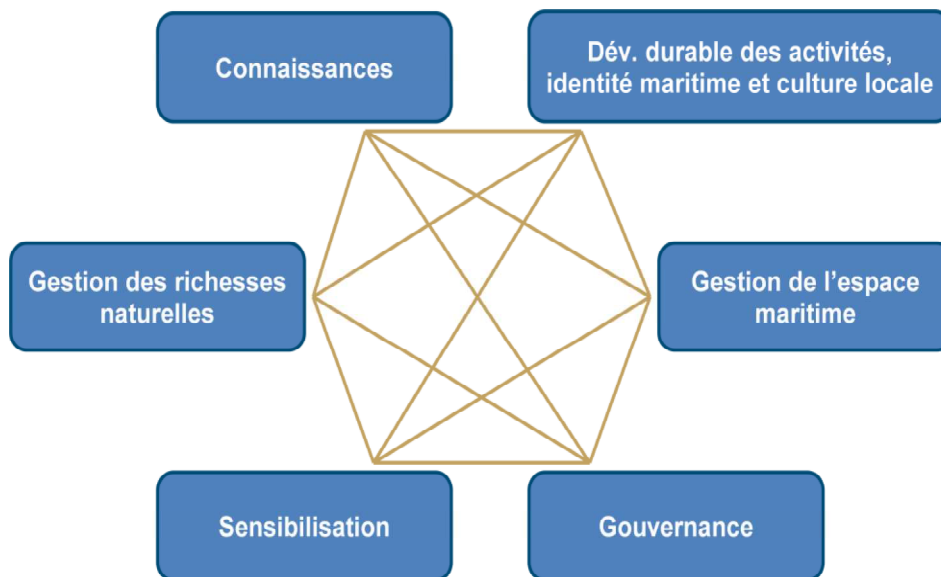 Connaissances
Dév. durable des activités,
identité maritime et culture locale
Gestion des richesses
naturelles
Gestion de l’espace
maritime
Sensibilisation
Gouvernance